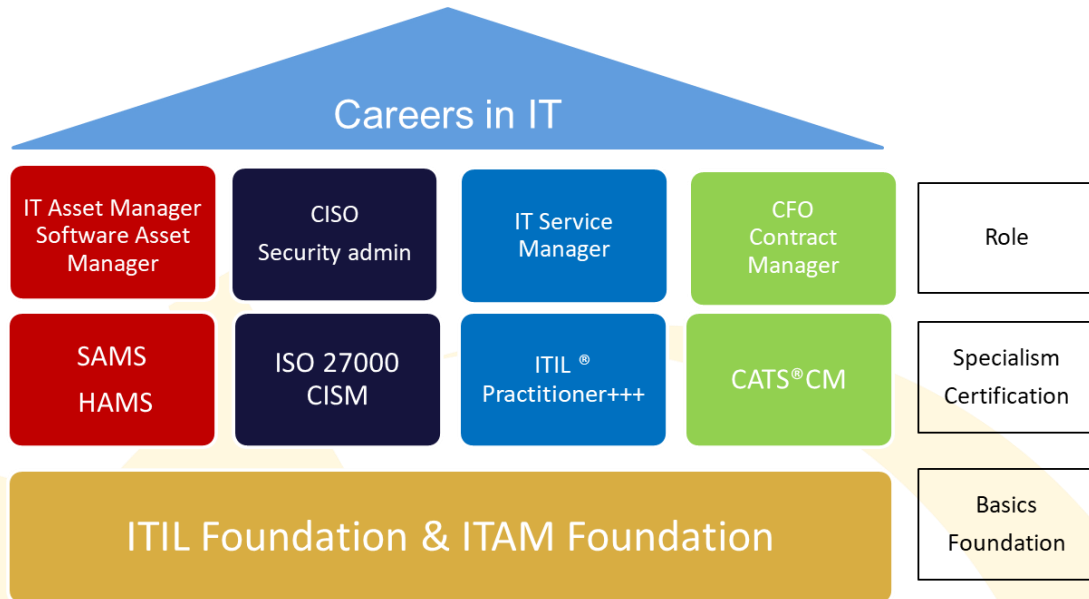 Careers in IT
IT Asset Manager
Software Asset
Manager
CISO
Security admin
IT Service
Manager
CFO
Contract
Manager
Role
SAMS
HAMS
ISO 27000
CISM
ITIL ®
Practitioner+++
CATS®CM
Specialism
Certification
ITIL Foundation & ITAM Foundation
Basics
Foundation